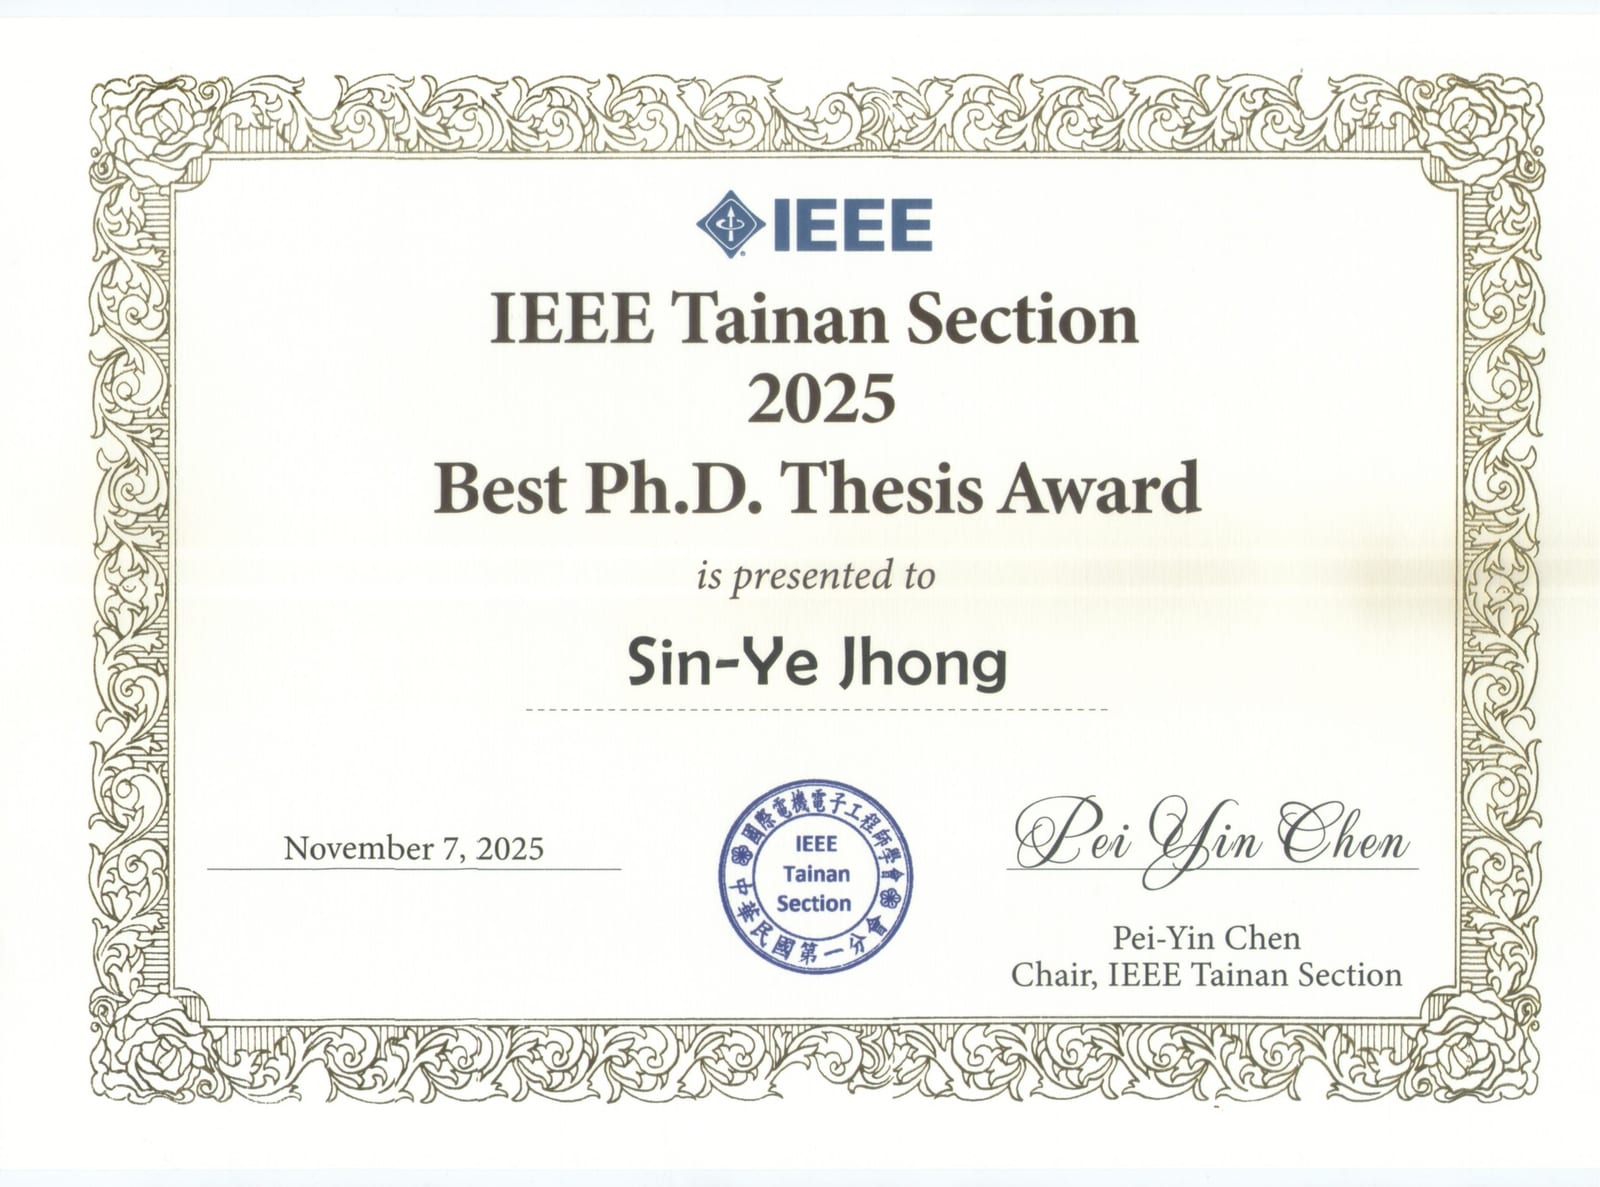 IEEE
IEEE Tainan Section
2025
Best Ph.D. Thesis Award
is presented to
Sin-Ye Jhong
November 7, 2025
國際電機電子工程師學會
中華民國第一分會
IEEE
Tainan
Section
Pei Yin Chen
Pei-Yin Chen
Chair, IEEE Tainan Section